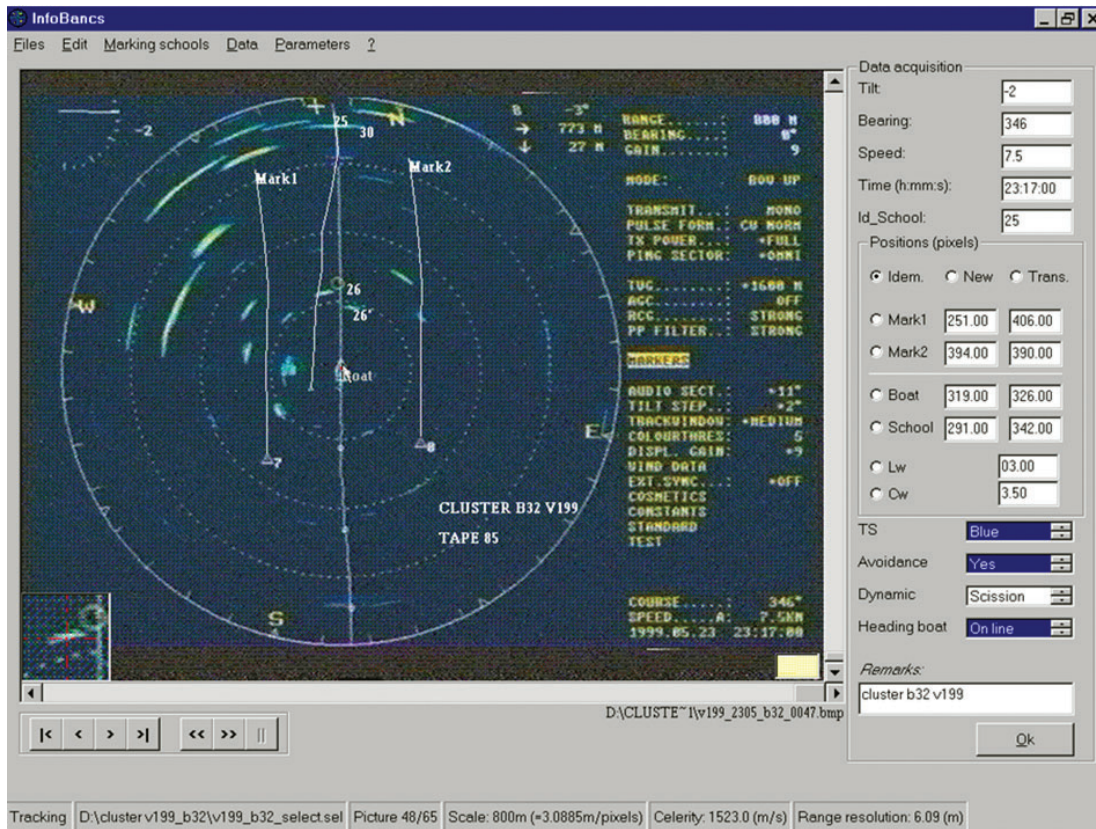 InfoBancs
Files Edit Marking schools Data Parameters ?
-2
25
30
N
Mark1
Mark2
W
26
26'
Boat
E
7
8
CLUSTER B32 V199
TAPE 85
S
B -3°
→ 773 M
↓ 27 M
RANGE......: 800 M
BEARING....: 0°
GAIN.......: 9
MODE: BOW UP
TRANSMIT...: MONO
PULSE FORM.: CW NORM
TX POWER...: *FULL
PING SECTOR: *OMNI
TVG........: *1600 M
AGC........: OFF
RCG........: STRONG
PP FILTER..: STRONG
MARKERS
AUDIO SECT.: *11°
TILT STEP..: *2°
TRACKWINDOW: *MEDIUM
COLOURTHRES: 5
DISPL. GAIN: *9
WIND DATA
EXT.SYNC...: *OFF
COSMETICS
CONSTANTS
STANDARD
TEST
COURSE.....: 346°
SPEED.....A: 7.5KN
1999.05.23 23:17:00
D:\CLUSTE~1\v199_2305_b32_0047.bmp
|< < > >| << >> ||
Data acquisition
Tilt: -2
Bearing: 346
Speed: 7.5
Time (h:mm:s): 23:17:00
Id_School: 25
Positions (pixels)
Idem. New Trans.
Mark1 251.00 406.00
Mark2 394.00 390.00
Boat 319.00 326.00
School 291.00 342.00
Lw 03.00
Cw 3.50
TS Blue
Avoidance Yes
Dynamic Scission
Heading boat On line
Remarks:
cluster b32 v199
Ok
Tracking D:\cluster v199_b32\v199_b32_select.sel Picture 48/65 Scale: 800m (=3.0885m/pixels) Celerity: 1523.0 (m/s) Range resolution: 6.09 (m)